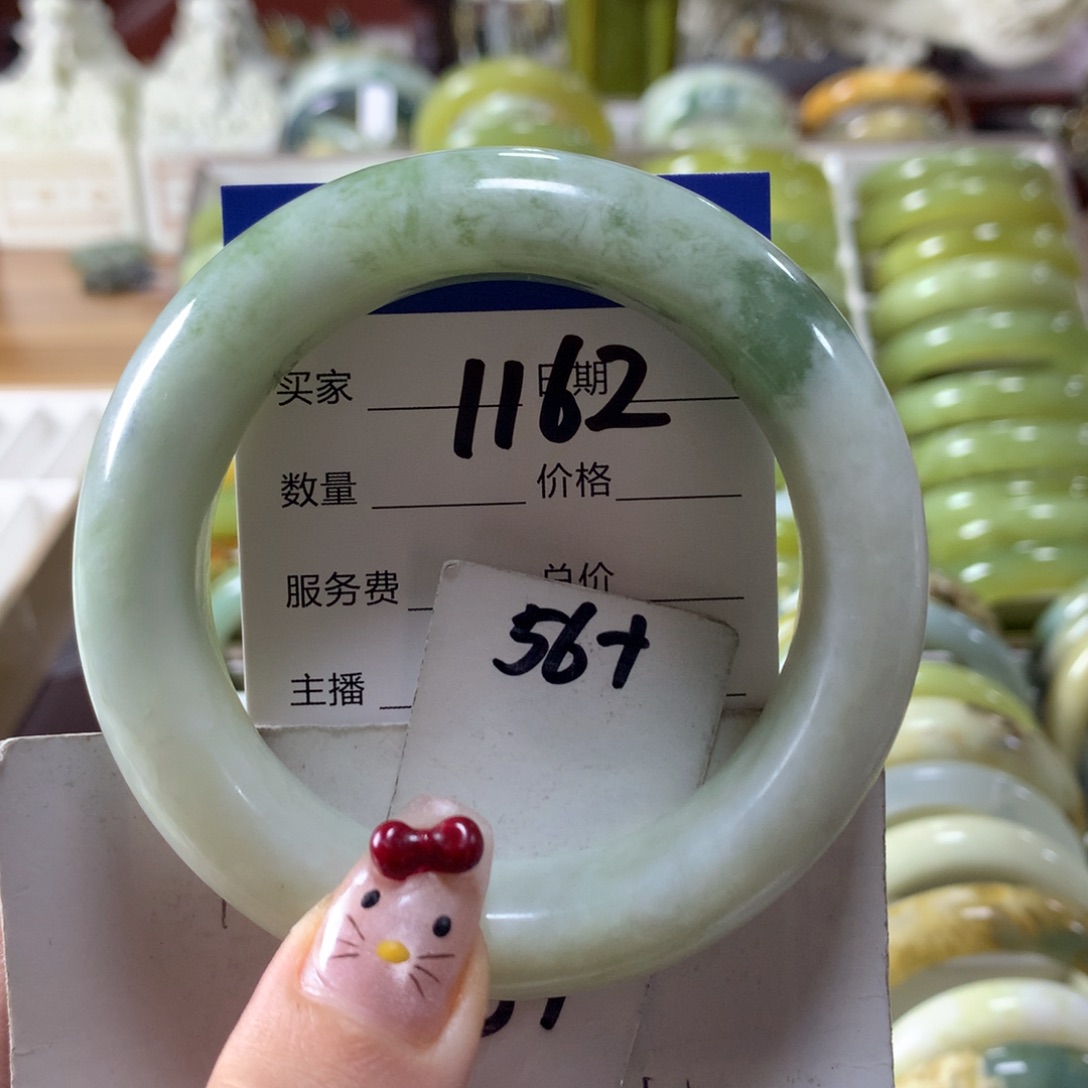 1162
买家 日期
数量 价格
服务费 总价
56+
主播